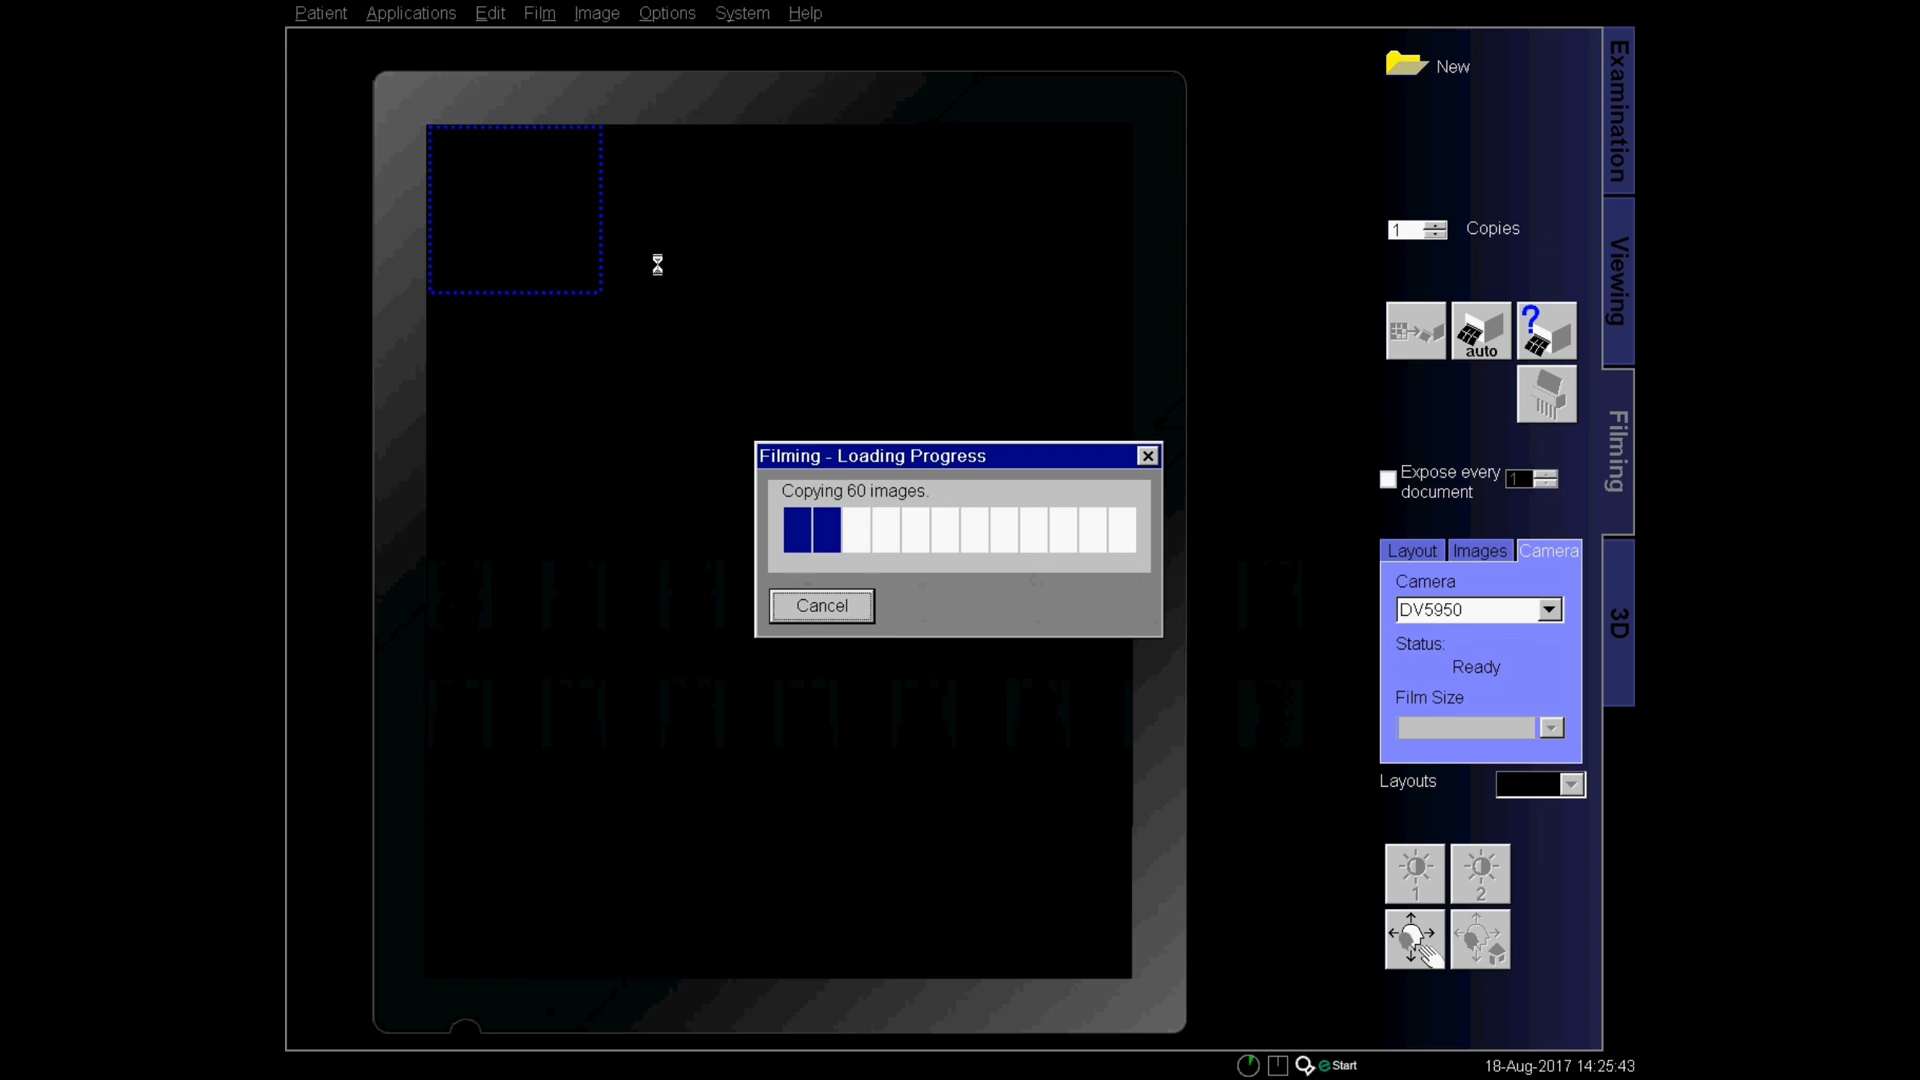 Patient Applications Edit Film Image Options System Help
New
1 Copies
auto
?
Expose every
document
1
Layout Images Camera
Camera
DV5950
Status:
Ready
Film Size
Layouts
1 2
Examination
Viewing
Filming
3D
Filming - Loading Progress
Copying 60 images.
Cancel
Start
18-Aug-2017 14:25:43